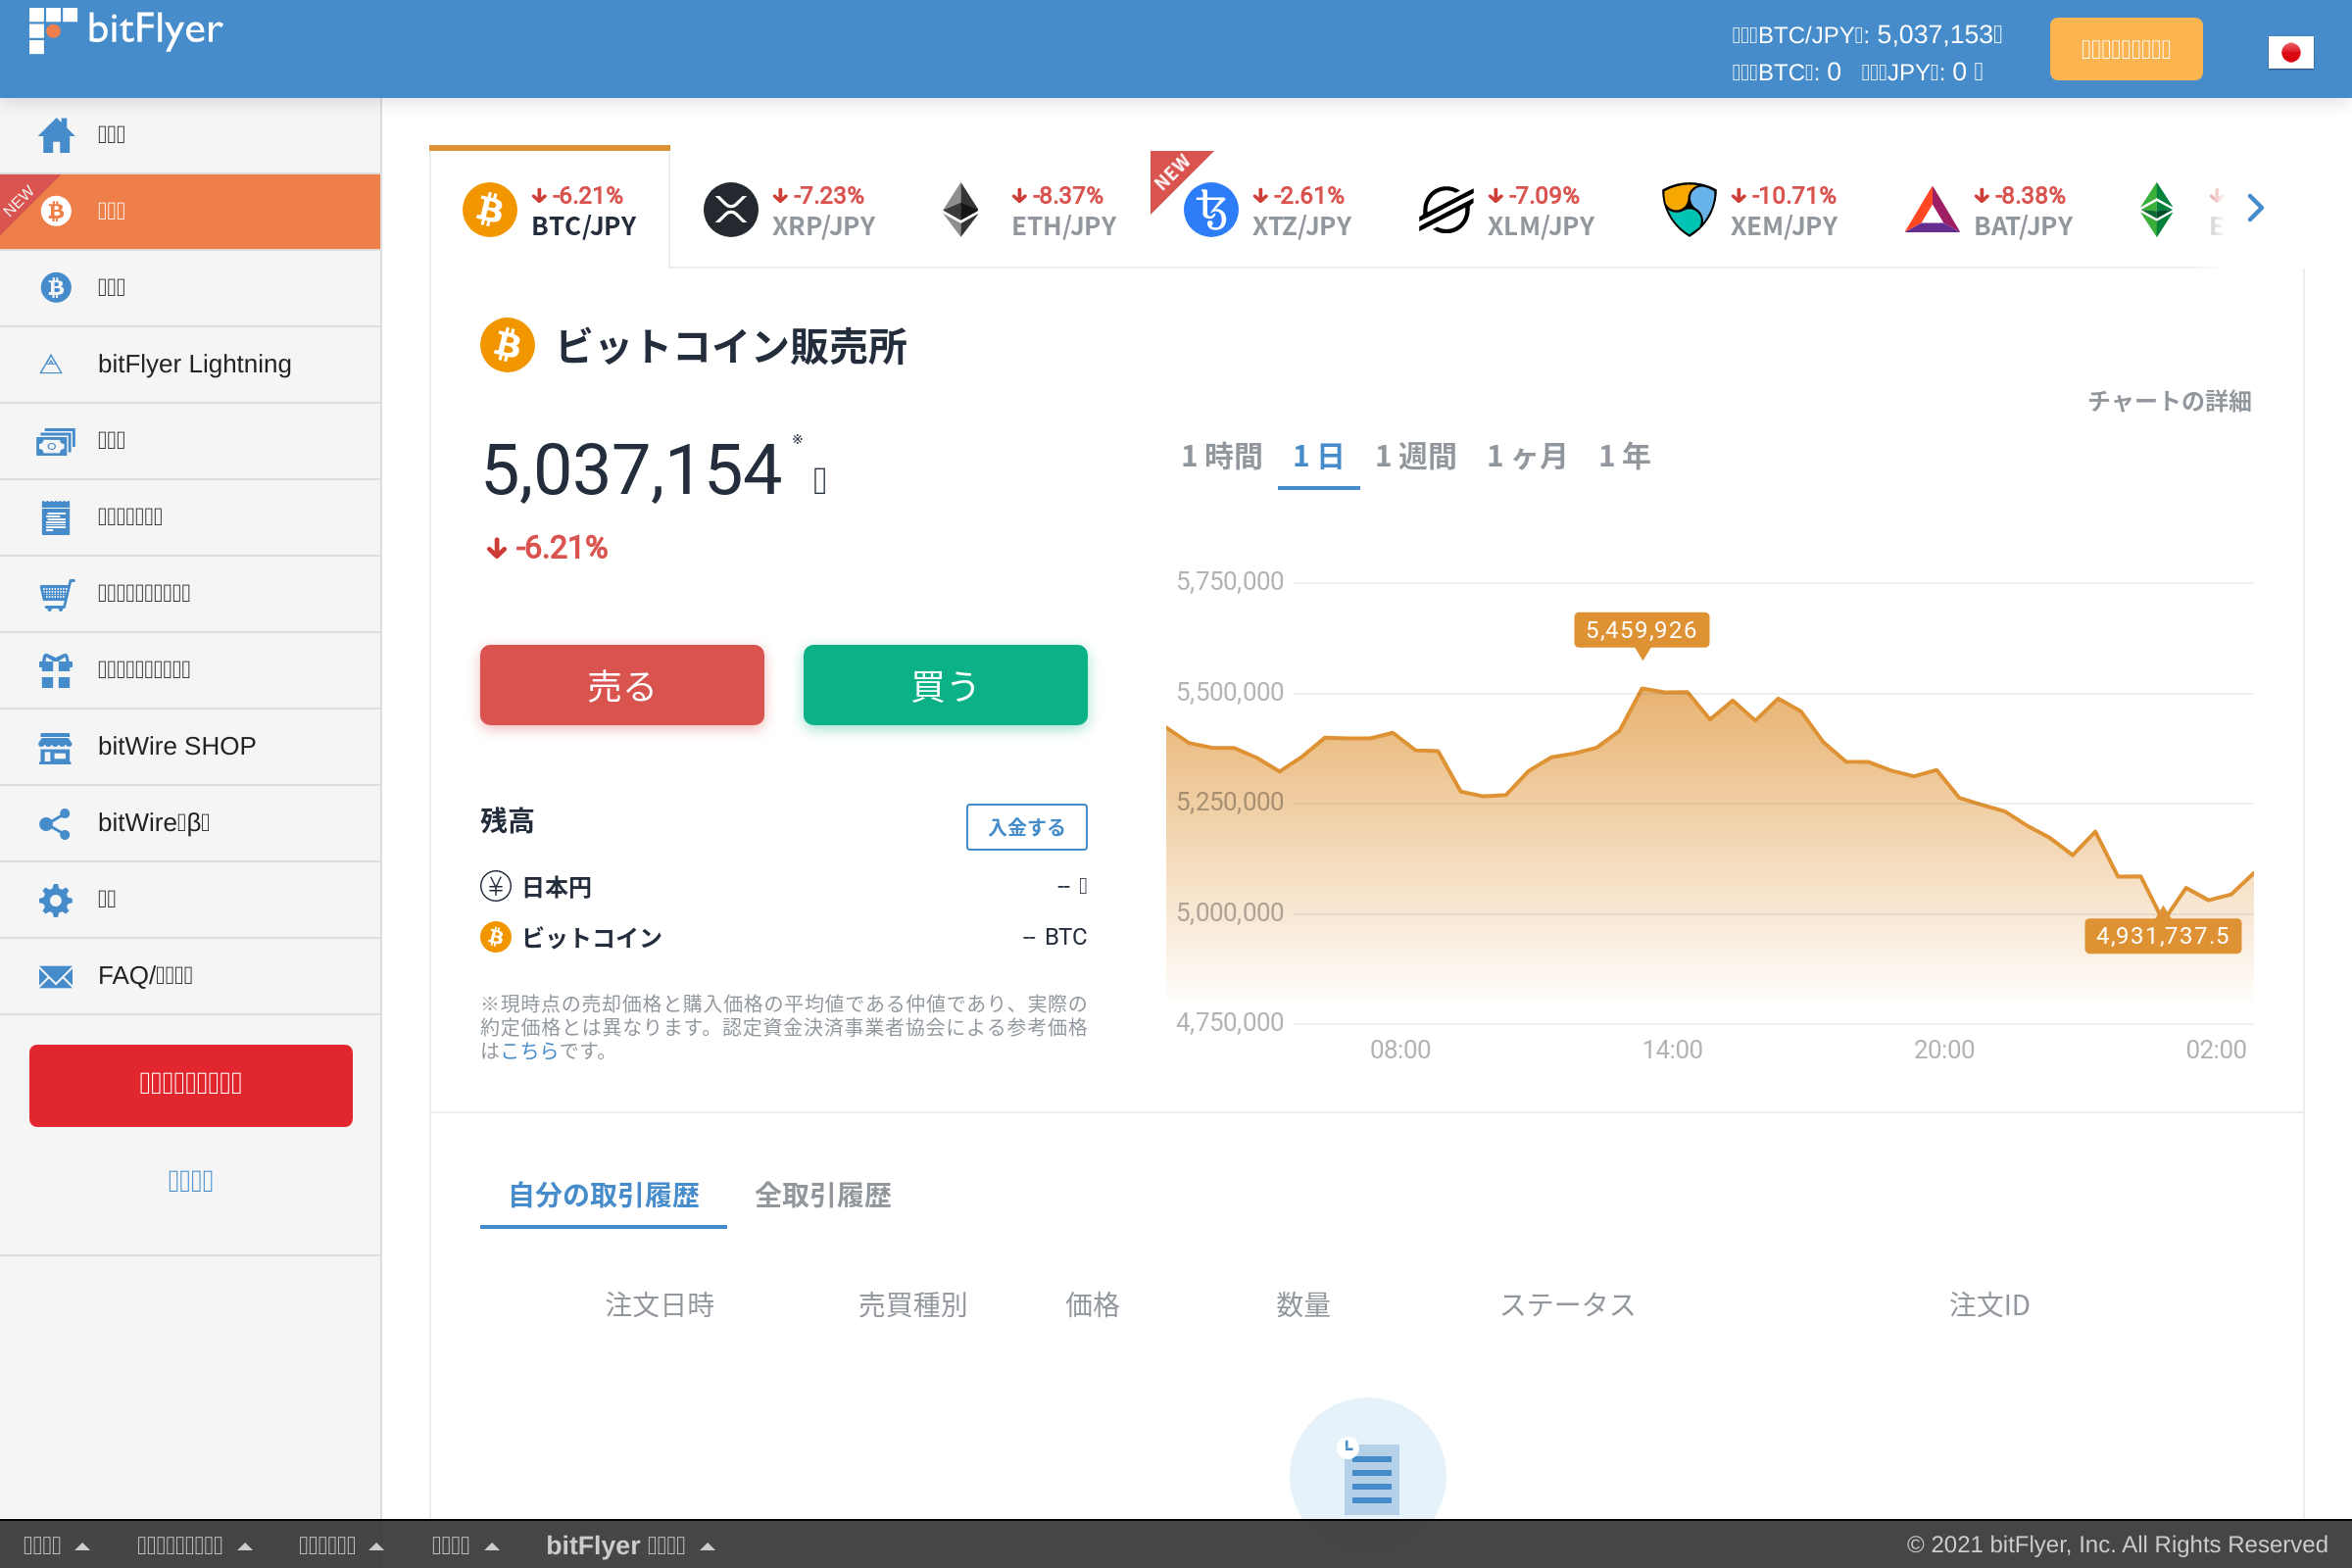 bitFlyer
BTC/JPY: 5,037,153
BTC: 0 JPY: 0
NEW
bitFlyer Lightning
bitWire SHOP
bitWire β
FAQ/
-6.21%
BTC/JPY
-7.23%
XRP/JPY
-8.37%
ETH/JPY
NEW
-2.61%
XTZ/JPY
-7.09%
XLM/JPY
-10.71%
XEM/JPY
-8.38%
BAT/JPY
ビットコイン販売所
チャートの詳細
5,037,154 ※
-6.21%
1 時間 1 日 1 週間 1 ヶ月 1 年
売る 買う
残高 入金する
日本円 --
ビットコイン -- BTC
※現時点の売却価格と購入価格の平均値である仲値であり、実際の
約定価格とは異なります。認定資金決済事業者協会による参考価格
はこちらです。
5,750,000
5,459,926
5,500,000
5,250,000
5,000,000
4,931,737.5
4,750,000
08:00 14:00 20:00 02:00
自分の取引履歴 全取引履歴
注文日時 売買種別 価格 数量 ステータス 注文ID
bitFlyer
© 2021 bitFlyer, Inc. All Rights Reserved